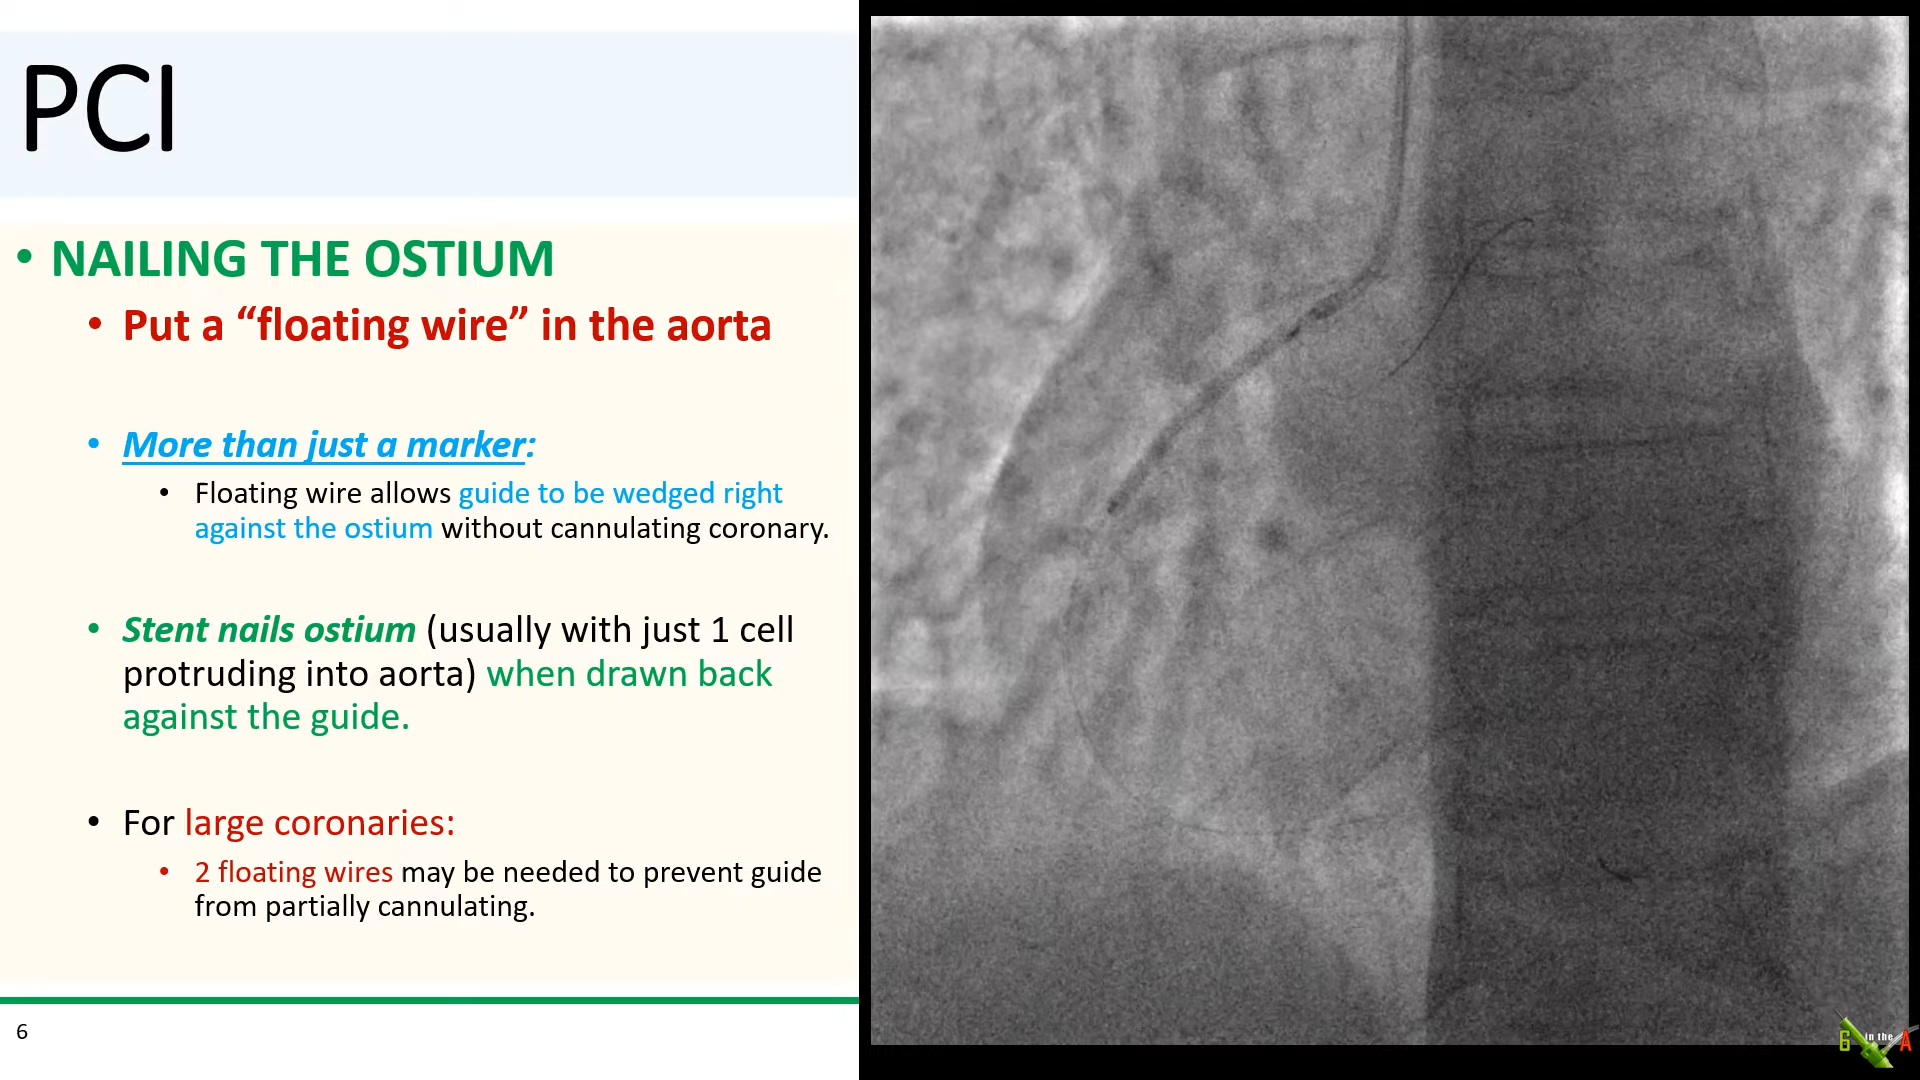 PCI
• NAILING THE OSTIUM
• Put a “floating wire” in the aorta
• More than just a marker:
• Floating wire allows guide to be wedged right
against the ostium without cannulating coronary.
• Stent nails ostium (usually with just 1 cell
protruding into aorta) when drawn back
against the guide.
• For large coronaries:
• 2 floating wires may be needed to prevent guide
from partially cannulating.
6
6 in the A